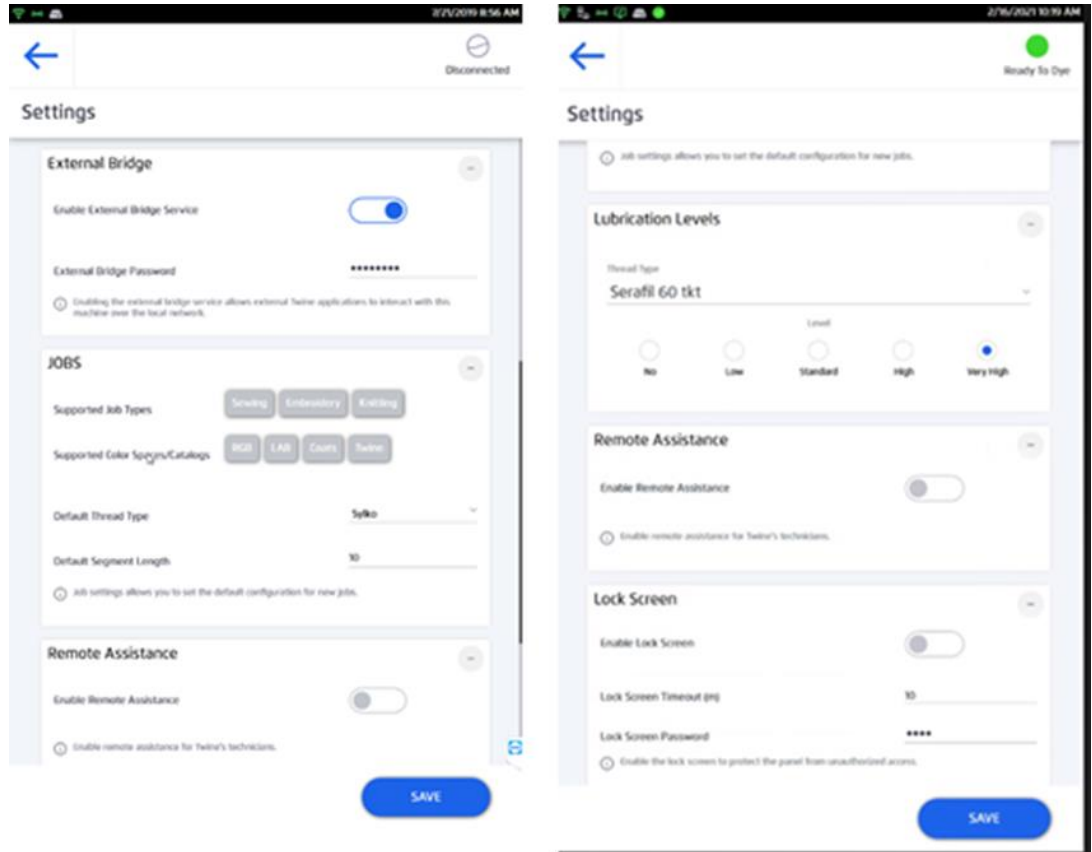 7/21/2019 8:56 AM
Disconnected
Settings
External Bridge
Enable External Bridge Service
External Bridge Password
••••••••
Enabling the external bridge service allows external Twine applications to interact with this
machine over the local network.
JOBS
Supported Job Types
Sewing Embroidery Knitting
Supported Color Spaces/Catalogs
RGB LAB Coats Twine
Default Thread Type
Sylko
Default Segment Length
10
Job settings allows you to set the default configuration for new jobs.
Remote Assistance
Enable Remote Assistance
Enable remote assistance for Twine's technicians.
SAVE
2/16/2021 10:19 AM
Ready To Dye
Settings
Job settings allows you to set the default configuration for new jobs.
Lubrication Levels
Thread Type
Serafil 60 tkt
Level
No Low Standard High Very High
Remote Assistance
Enable Remote Assistance
Enable remote assistance for Twine's technicians.
Lock Screen
Enable Lock Screen
Lock Screen Timeout (m)
10
Lock Screen Password
••••
Enable the lock screen to protect the panel from unauthorized access.
SAVE